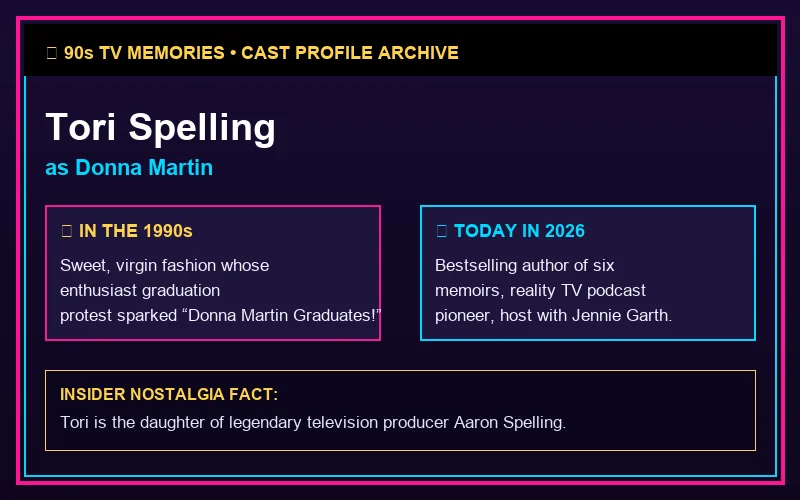 90s TV MEMORIES • CAST PROFILE ARCHIVE
Tori Spelling
as Donna Martin
IN THE 1990s
Sweet, virgin fashion whose
enthusiast graduation
protest sparked “Donna Martin Graduates!”
TODAY IN 2026
Bestselling author of six
memoirs, reality TV podcast
pioneer, host with Jennie Garth.
INSIDER NOSTALGIA FACT:
Tori is the daughter of legendary television producer Aaron Spelling.